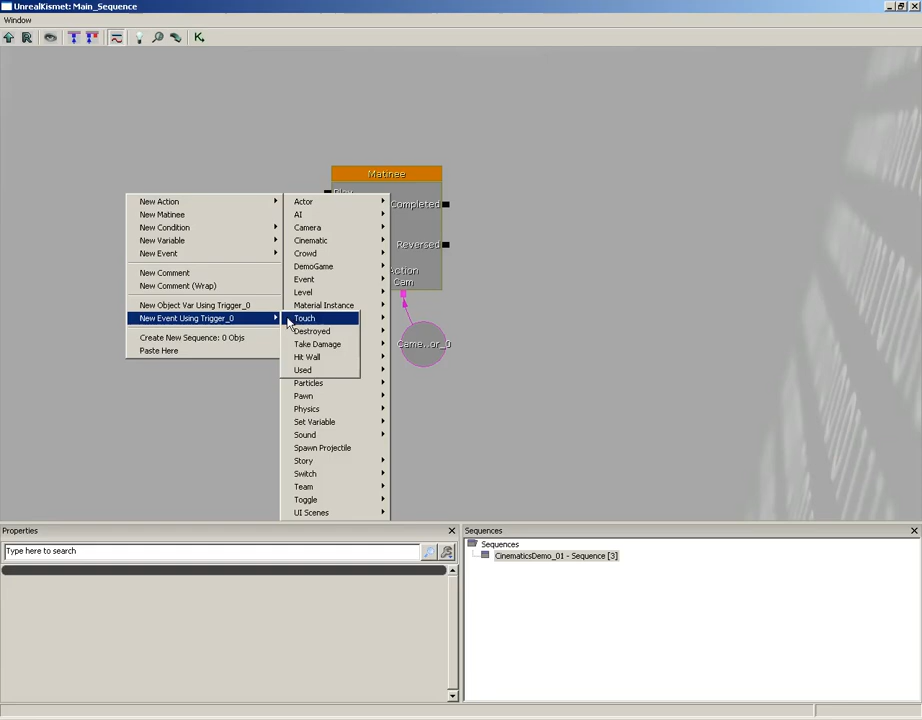 UnrealKismet: Main_Sequence
Window
Matinee
Play
Completed
Reversed
Action
Cam
Came..or_0
New Action
New Matinee
New Condition
New Variable
New Event
New Comment
New Comment (Wrap)
New Object Var Using Trigger_0
New Event Using Trigger_0
Create New Sequence: 0 Objs
Paste Here
Actor
AI
Camera
Cinematic
Crowd
DemoGame
Event
Level
Material Instance
Touch
Destroyed
Take Damage
Hit Wall
Used
Particles
Pawn
Physics
Set Variable
Sound
Spawn Projectile
Story
Switch
Team
Toggle
UI Scenes
Properties
Type here to search
Sequences
Sequences
CinematicsDemo_01 - Sequence [3]